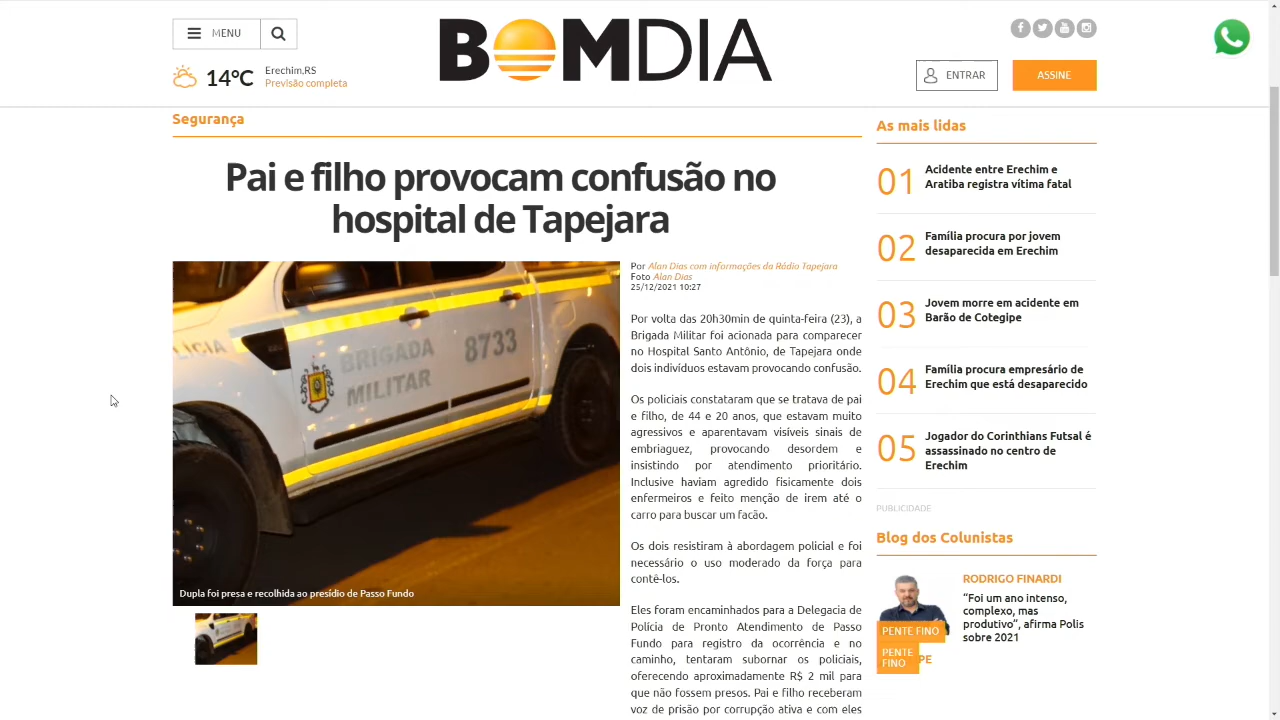 MENU
BOMDIA
14°C
Erechim,RS
Previsão completa
ENTRAR
ASSINE
Segurança
Pai e filho provocam confusão no
hospital de Tapejara
LÍCIA
BRIGADA
MILITAR
8733
Dupla foi presa e recolhida ao presídio de Passo Fundo
Por Alan Dias com informações da Rádio Tapejara
Foto Alan Dias
25/12/2021 10:27
Por volta das 20h30min de quinta-feira (23), a
Brigada Militar foi acionada para comparecer
no Hospital Santo Antônio, de Tapejara onde
dois indivíduos estavam provocando confusão.
Os policiais constataram que se tratava de pai
e filho, de 44 e 20 anos, que estavam muito
agressivos e aparentavam visíveis sinais de
embriaguez, provocando desordem e
insistindo por atendimento prioritário.
Inclusive haviam agredido fisicamente dois
enfermeiros e feito menção de irem até o
carro para buscar um facão.
Os dois resistiram à abordagem policial e foi
necessário o uso moderado da força para
contê-los.
Eles foram encaminhados para a Delegacia de
Polícia de Pronto Atendimento de Passo
Fundo para registro da ocorrência e no
caminho, tentaram subornar os policiais,
oferecendo aproximadamente R$ 2 mil para
que não fossem presos. Pai e filho receberam
voz de prisão por corrupção ativa e com eles
As mais lidas
01
Acidente entre Erechim e
Aratiba registra vítima fatal
02
Família procura por jovem
desaparecida em Erechim
03
Jovem morre em acidente em
Barão de Cotegipe
04
Família procura empresário de
Erechim que está desaparecido
05
Jogador do Corinthians Futsal é
assassinado no centro de
Erechim
PUBLICIDADE
Blog dos Colunistas
RODRIGO FINARDI
“Foi um ano intenso,
complexo, mas
produtivo”, afirma Polis
sobre 2021
PENTE FINO
PENTE
FINO
PE